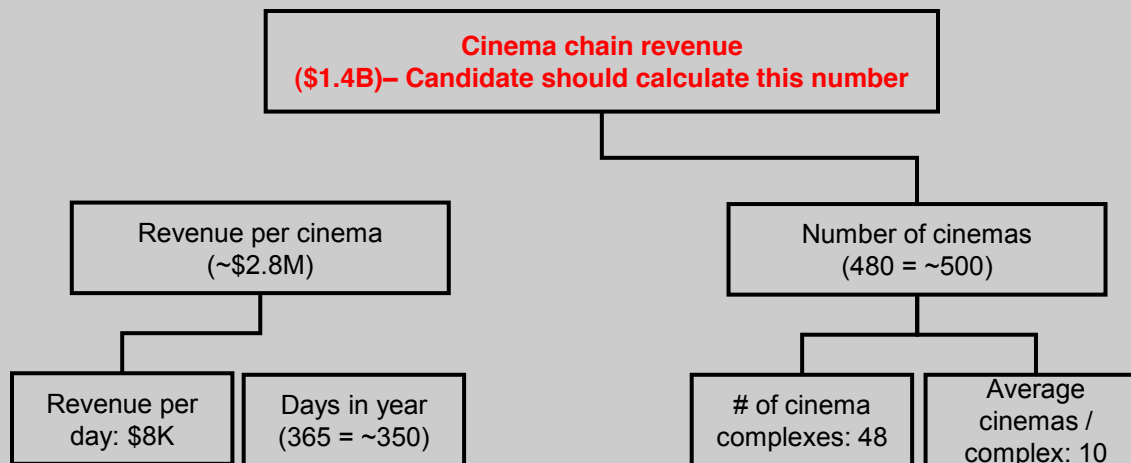 Cinema chain revenue
($1.4B)– Candidate should calculate this number
Revenue per cinema
(~$2.8M)
Number of cinemas
(480 = ~500)
Revenue per
day: $8K
Days in year
(365 = ~350)
# of cinema
complexes: 48
Average
cinemas /
complex: 10